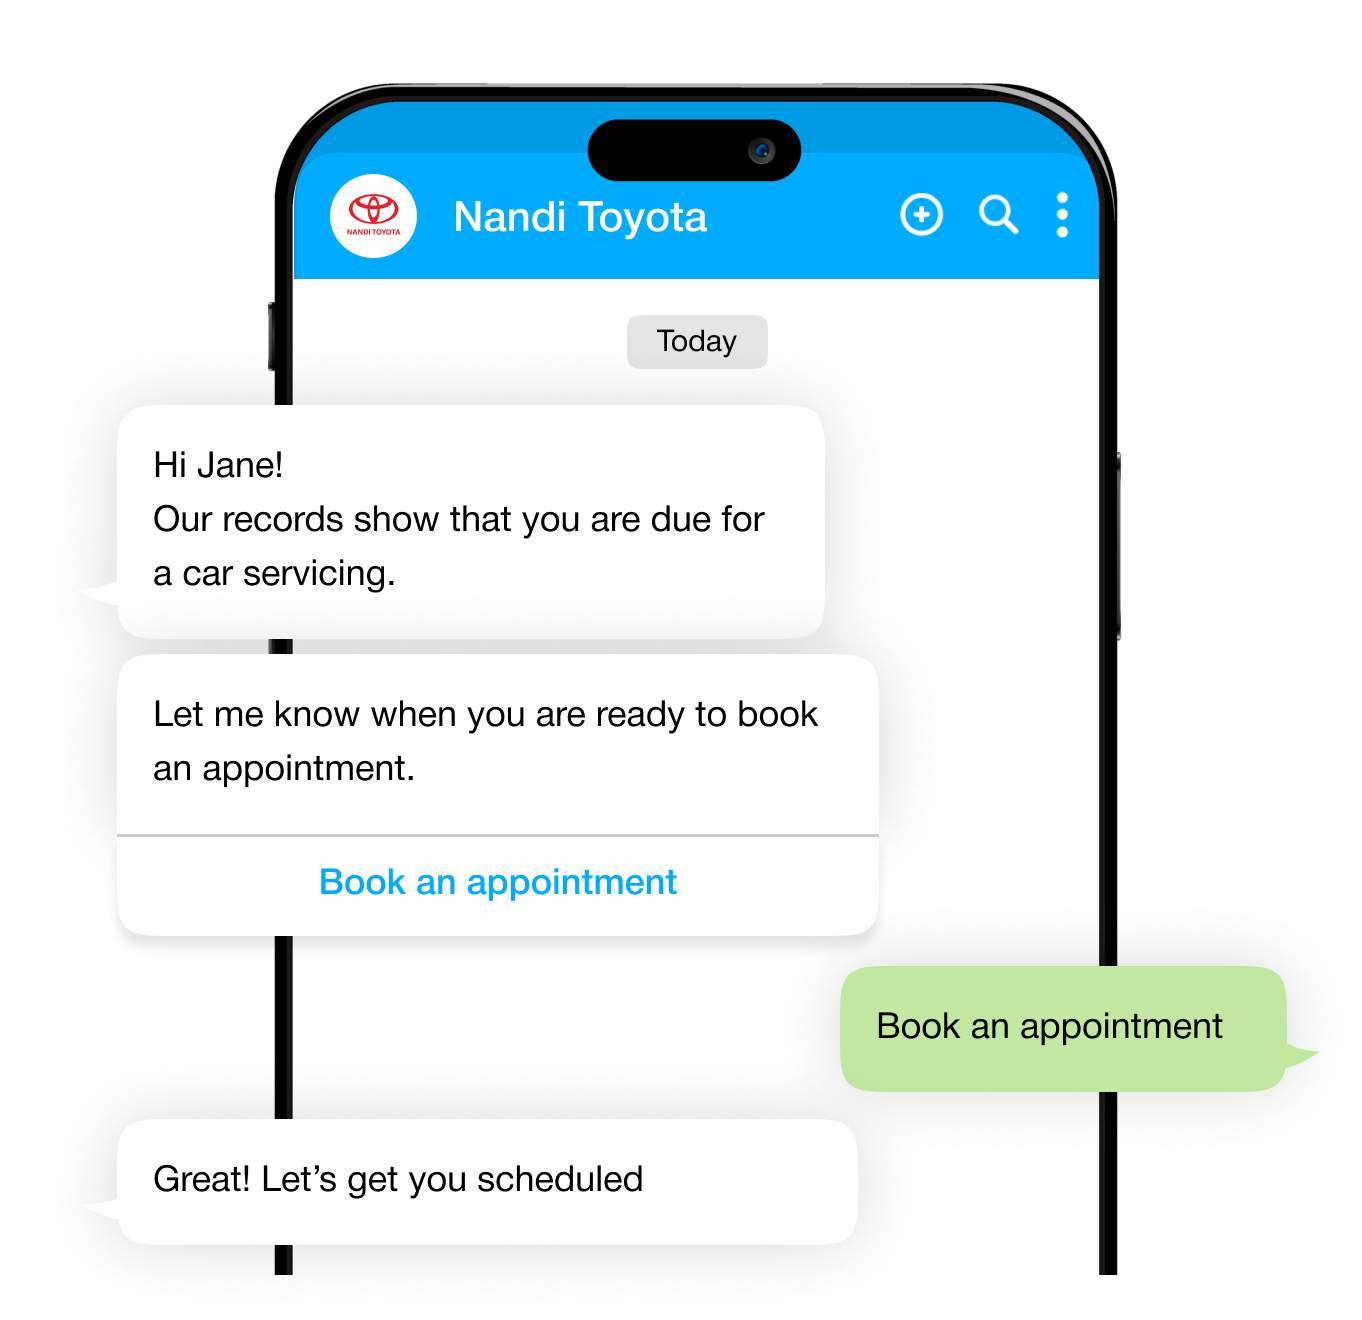 NANDI TOYOTA
Nandi Toyota
Today
Hi Jane!
Our records show that you are due for
a car servicing.
Let me know when you are ready to book
an appointment.
Book an appointment
Book an appointment
Great! Let’s get you scheduled